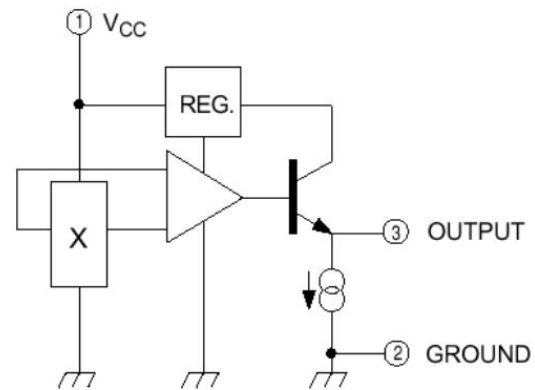 1 V_CC
REG.
X
3 OUTPUT
2 GROUND